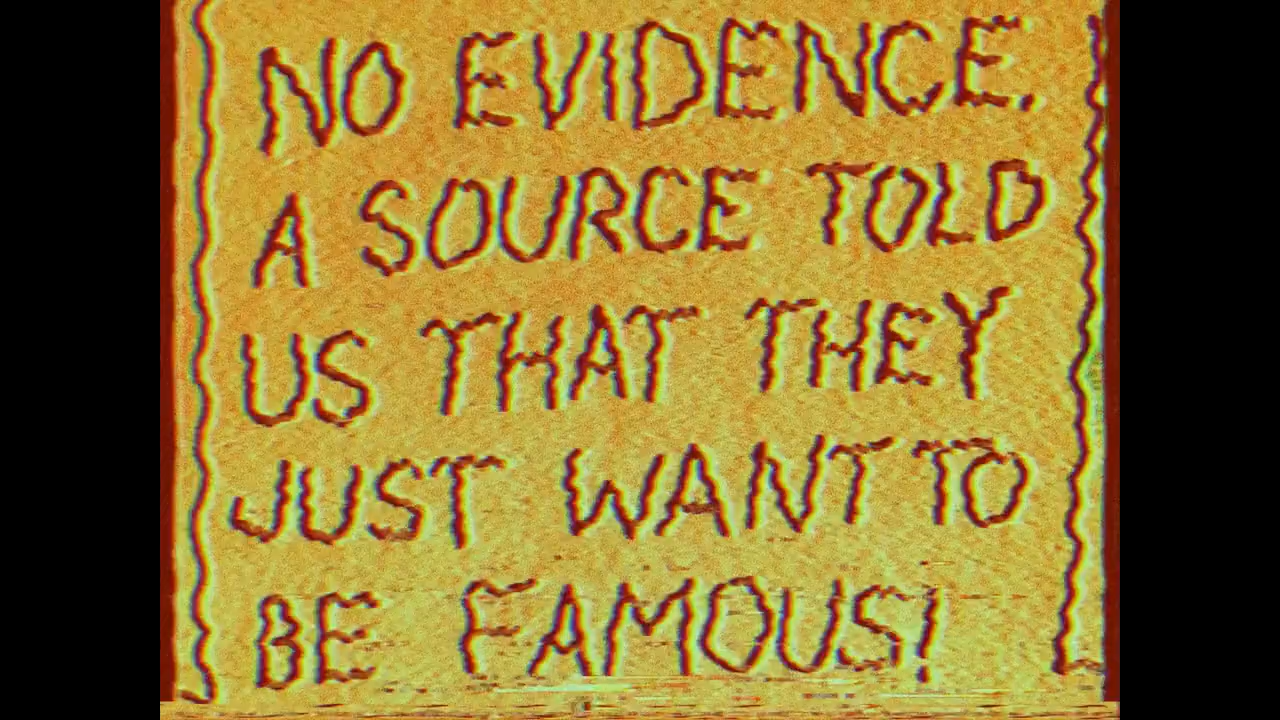 NO EVIDENCE.
A SOURCE TOLD
US THAT THEY
JUST WANT TO
BE FAMOUS!